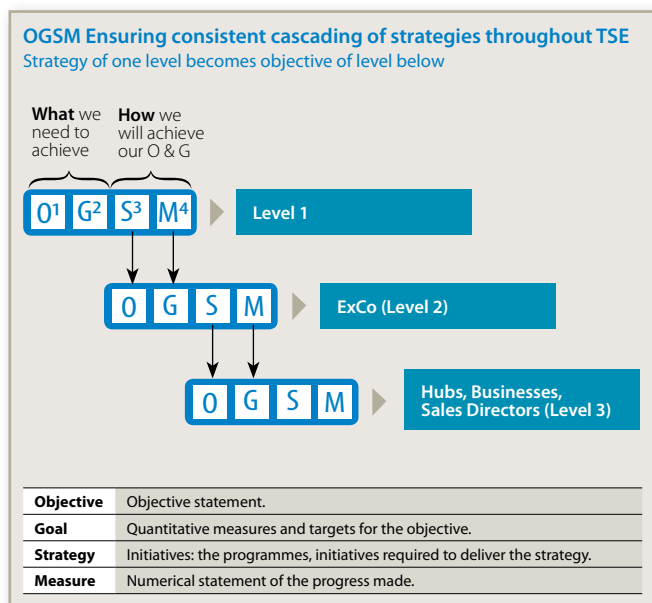 OGSM Ensuring consistent cascading of strategies throughout TSE
Strategy of one level becomes objective of level below
What we need to achieve
How we will achieve our O & G
O¹ G² S³ M⁴
Level 1
O G S M
ExCo (Level 2)
O G S M
Hubs, Businesses,
Sales Directors (Level 3)
Objective Objective statement.
Goal Quantitative measures and targets for the objective.
Strategy Initiatives: the programmes, initiatives required to deliver the strategy.
Measure Numerical statement of the progress made.